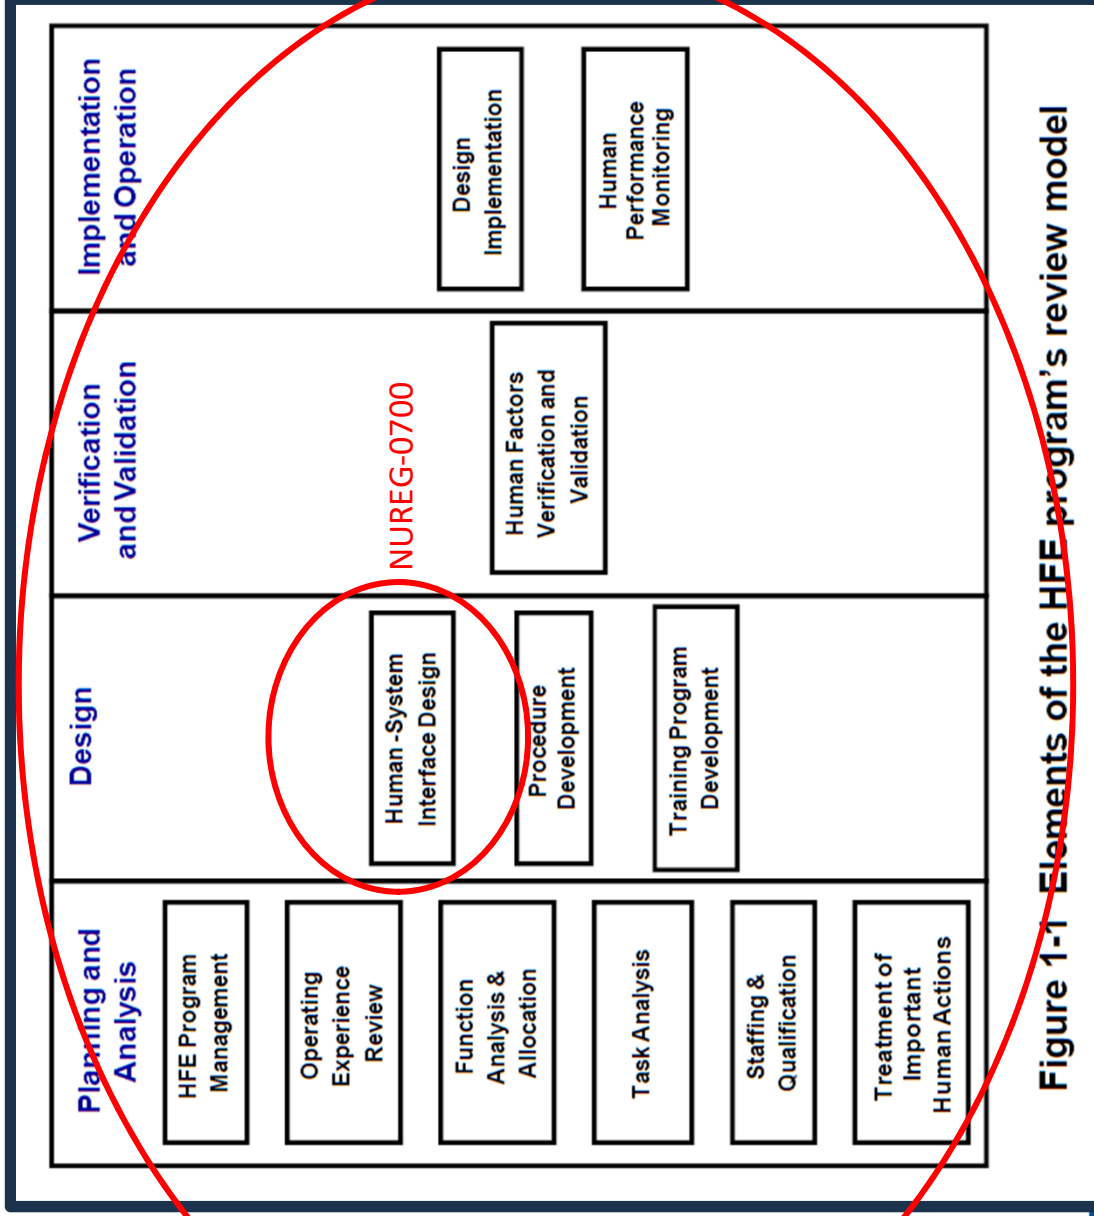 Planning and
Analysis
HFE Program
Management
Operating
Experience
Review
Function
Analysis &
Allocation
Task Analysis
Staffing &
Qualification
Treatment of
Important
Human Actions
Design
Human -System
Interface Design
Procedure
Development
Training Program
Development
NUREG-0700
Verification
and Validation
Human Factors
Verification and
Validation
Implementation
and Operation
Design
Implementation
Human
Performance
Monitoring
Figure 1-1 Elements of the HFE program's review model